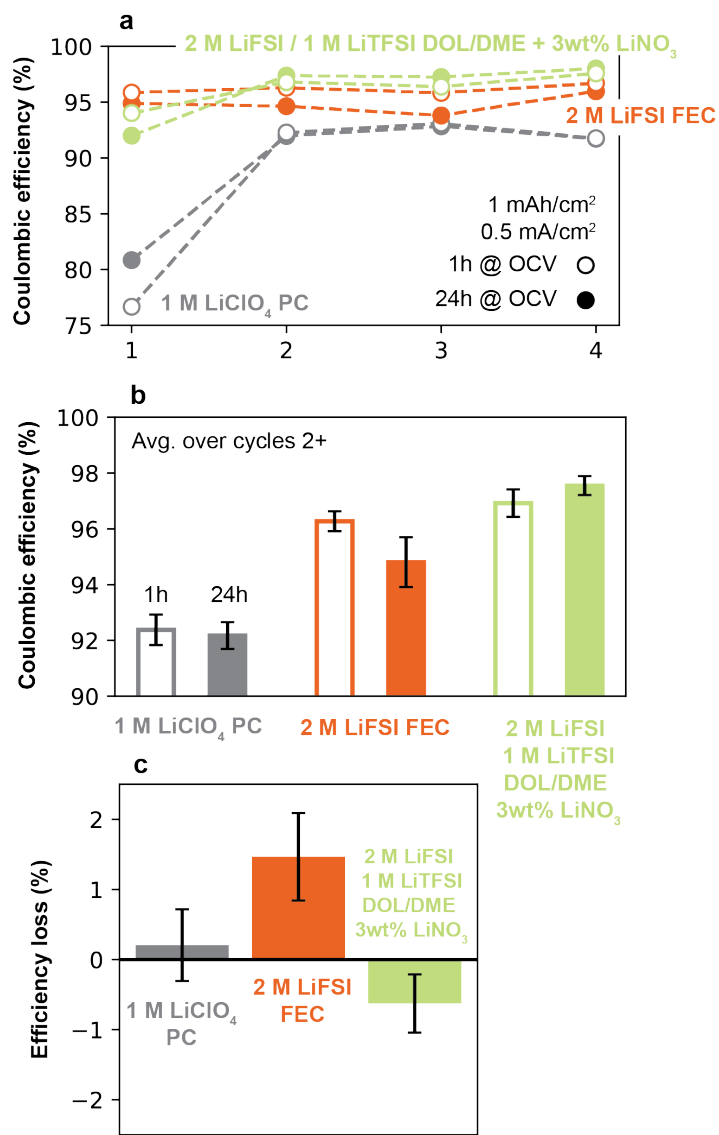 a
2 M LiFSI / 1 M LiTFSI DOL/DME + 3wt% LiNO₃
Coulombic efficiency (%)
100
95
90
85
80
75
2 M LiFSI FEC
1 mAh/cm²
0.5 mA/cm²
1h @ OCV
24h @ OCV
1 M LiClO₄ PC
1
2
3
4
b
Coulombic efficiency (%)
100
98
96
94
92
90
Avg. over cycles 2+
1h
24h
1 M LiClO₄ PC
2 M LiFSI FEC
2 M LiFSI
1 M LiTFSI
DOL/DME
3wt% LiNO₃
c
Efficiency loss (%)
2
1
0
−1
−2
2 M LiFSI
1 M LiTFSI
DOL/DME
3wt% LiNO₃
1 M LiClO₄
PC
2 M LiFSI
FEC